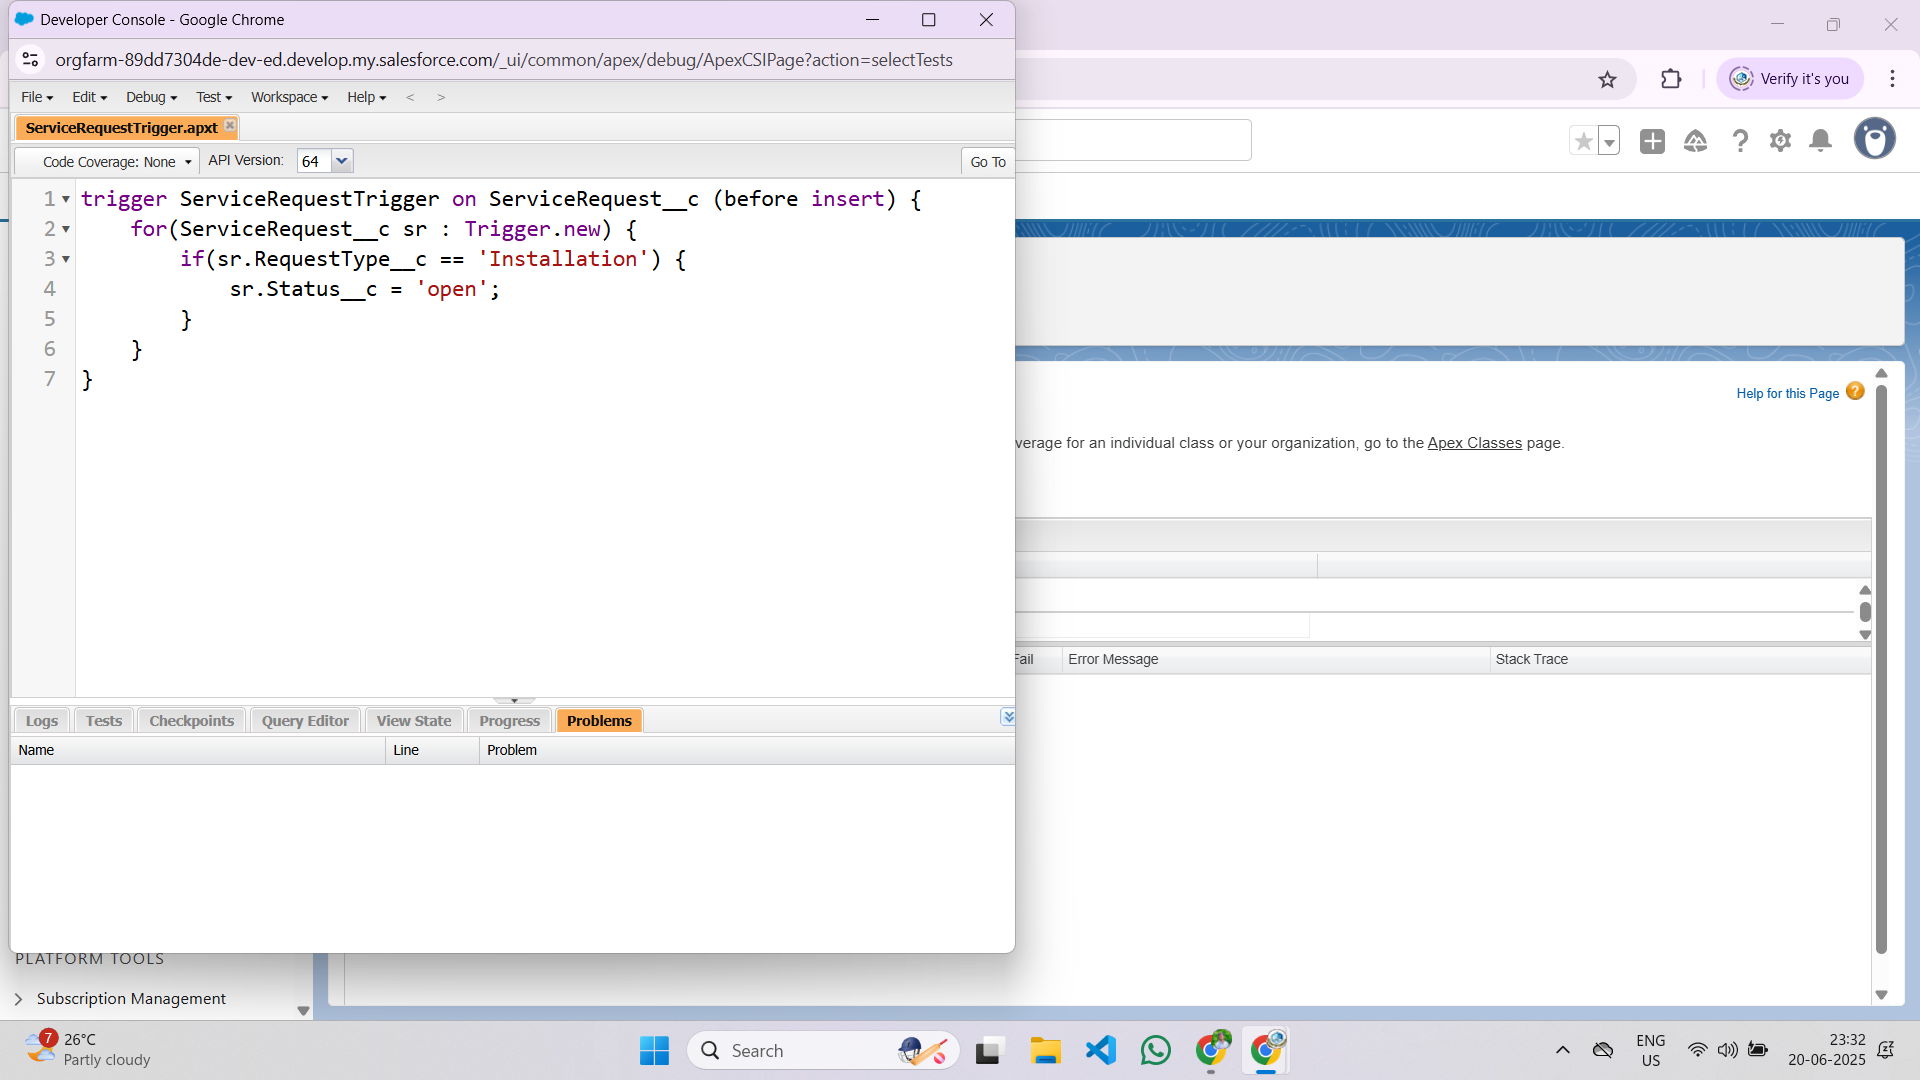 Developer Console - Google Chrome
orgfarm-89dd7304de-dev-ed.develop.my.salesforce.com/_ui/common/apex/debug/ApexCSIPage?action=selectTests
Verify it's you
File Edit Debug Test Workspace Help < >
ServiceRequestTrigger.apxt
Code Coverage: None API Version: 64 Go To
1 trigger ServiceRequestTrigger on ServiceRequest__c (before insert) {
2 for(ServiceRequest__c sr : Trigger.new) {
3 if(sr.RequestType__c == 'Installation') {
4 sr.Status__c = 'open';
5 }
6 }
7 }
Help for this Page ?
verage for an individual class or your organization, go to the Apex Classes page.
Fail Error Message Stack Trace
Logs Tests Checkpoints Query Editor View State Progress Problems
Name Line Problem
PLATFORM TOOLS
Subscription Management
7
26°C
Partly cloudy
Search
ENG
US
23:32
20-06-2025